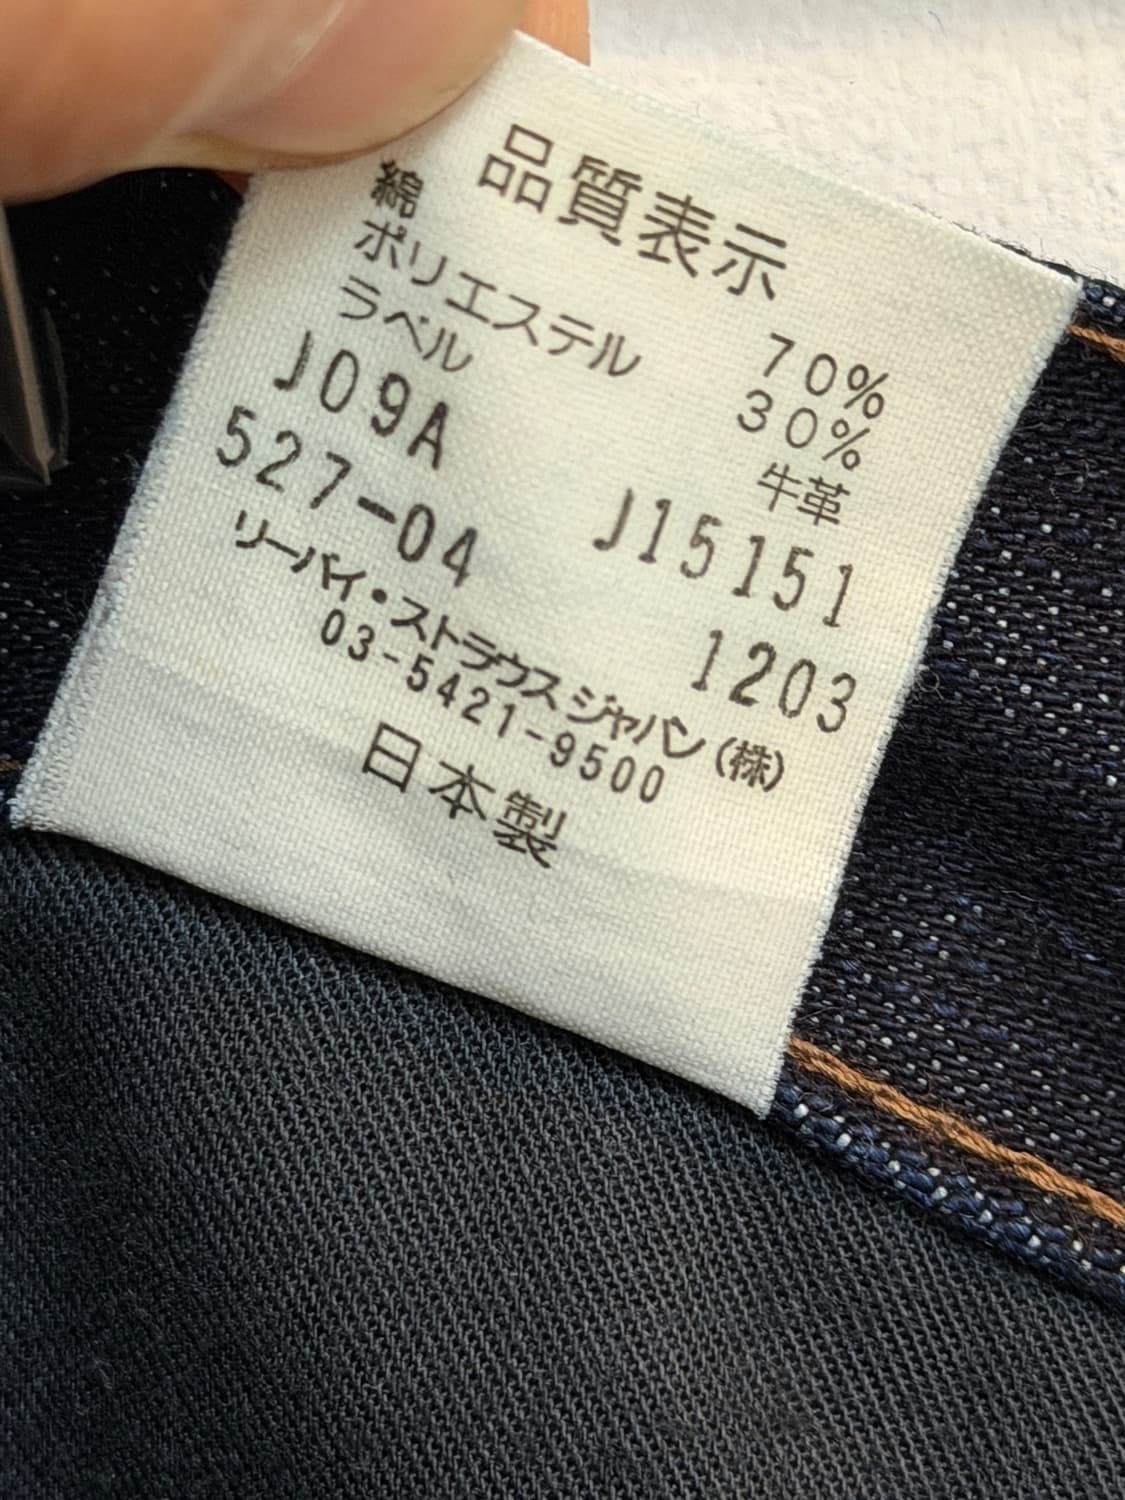 品質表示
綿 70%
ポリエステル 30%
ラベル 牛革
J09A J15151
527-04 1203
リーバイ・ストラウス ジャパン(株)
03-5421-9500
日本製